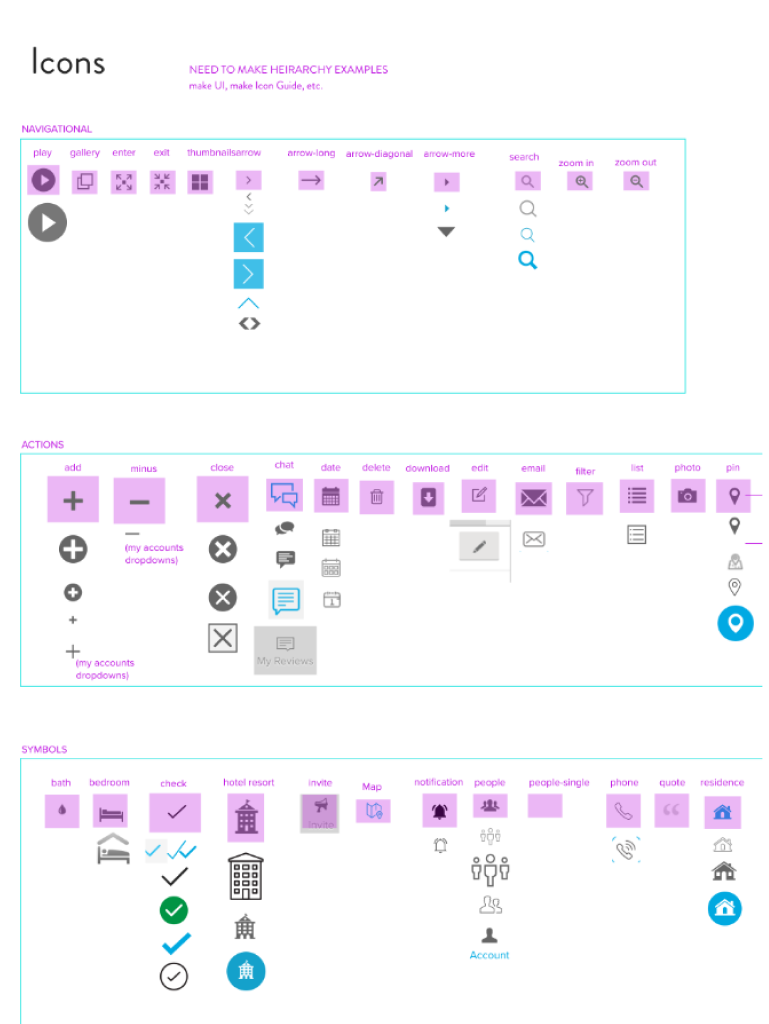 Icons
NEED TO MAKE HEIRARCHY EXAMPLES
make UI, make Icon Guide, etc.
NAVIGATIONAL
play gallery enter exit thumbnailsarrow arrow-long arrow-diagonal arrow-more search zoom in zoom out
ACTIONS
add minus close chat date delete download edit email filter list photo pin
(my accounts
dropdowns)
1
My Reviews
(my accounts
dropdowns)
SYMBOLS
bath bedroom check hotel resort invite Map notification people people-single phone quote residence
Invite
Account